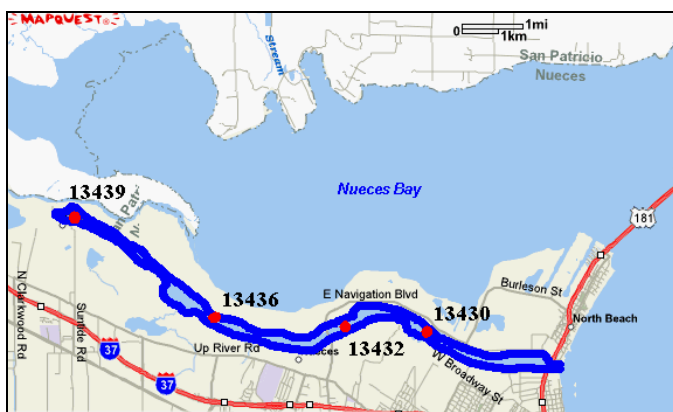 MAPQUEST
1mi
0
1km
Stream
San Patricio
Nueces
13439
Nueces Bay
181
N Clarkwood Rd
Suntide Rd
13436
E Navigation Blvd
13430
Burleson St
North Beach
37
Up River Rd
13432
W Broadway St
37